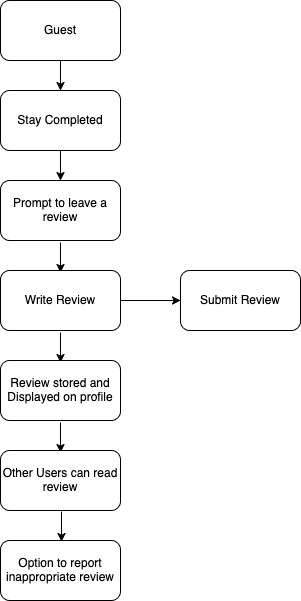 Guest
Stay Completed
Prompt to leave a
review
Write Review
Submit Review
Review stored and
Displayed on profile
Other Users can read
review
Option to report
inappropriate review